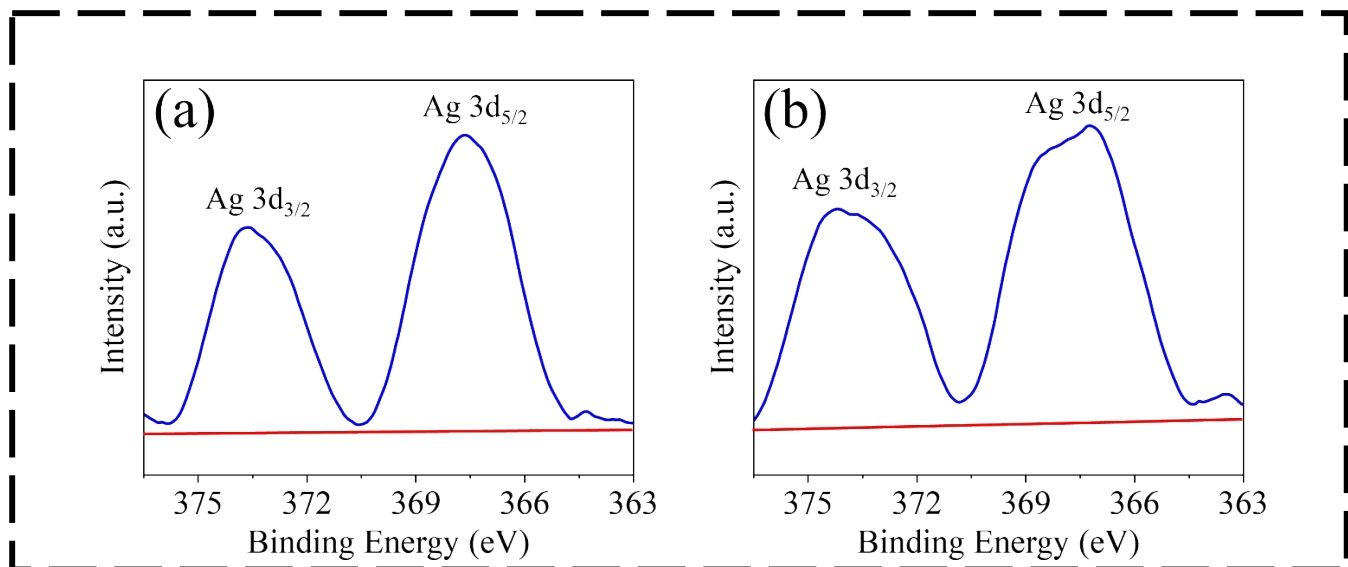 (a)
Ag 3d5/2
Ag 3d3/2
Intensity (a.u.)
375 372 369 366 363
Binding Energy (eV)
(b)
Ag 3d5/2
Ag 3d3/2
Intensity (a.u.)
375 372 369 366 363
Binding Energy (eV)